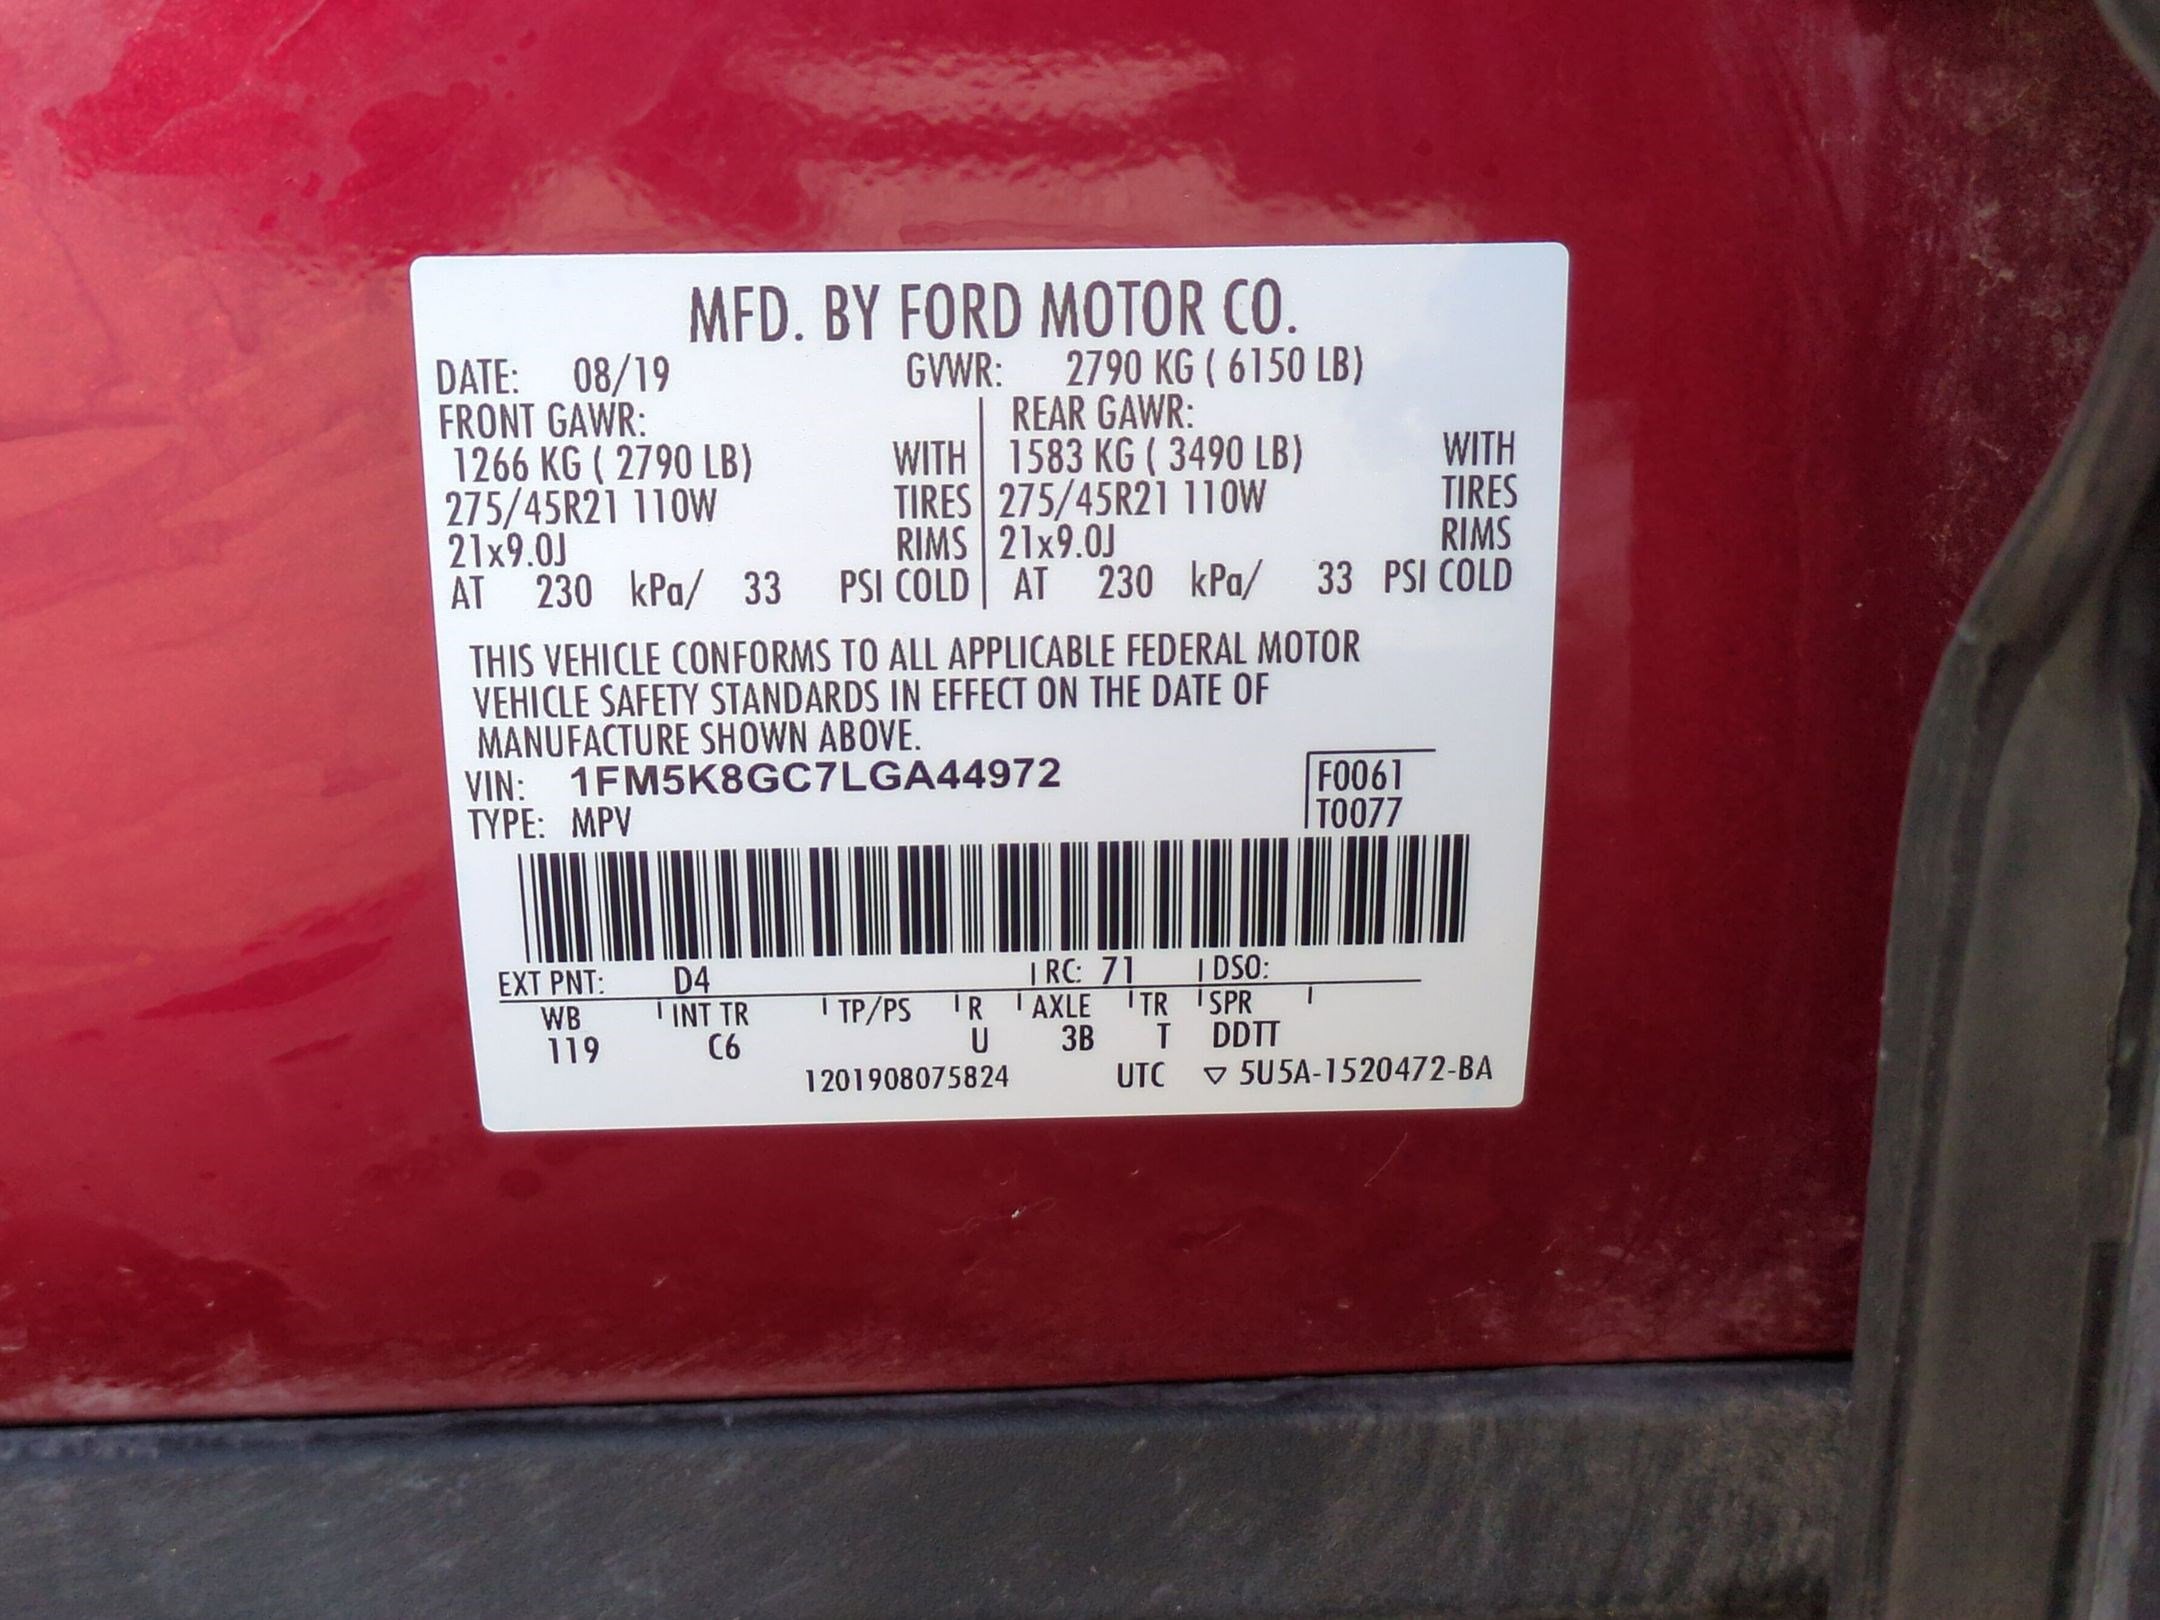 MFD. BY FORD MOTOR CO.
DATE: 08/19 GVWR: 2790 KG ( 6150 LB)
FRONT GAWR: REAR GAWR:
1266 KG ( 2790 LB) WITH 1583 KG ( 3490 LB) WITH
275/45R21 110W TIRES 275/45R21 110W TIRES
21x9.0J RIMS 21x9.0J RIMS
AT 230 kPa/ 33 PSI COLD AT 230 kPa/ 33 PSI COLD
THIS VEHICLE CONFORMS TO ALL APPLICABLE FEDERAL MOTOR
VEHICLE SAFETY STANDARDS IN EFFECT ON THE DATE OF
MANUFACTURE SHOWN ABOVE.
VIN: 1FM5K8GC7LGA44972 F0061
TYPE: MPV T0077
EXT PNT: D4 RC: 71 DSO:
WB INT TR TP/PS R AXLE TR SPR
119 C6 U 3B T DDTT
1201908075824 UTC ▽ 5U5A-1520472-BA